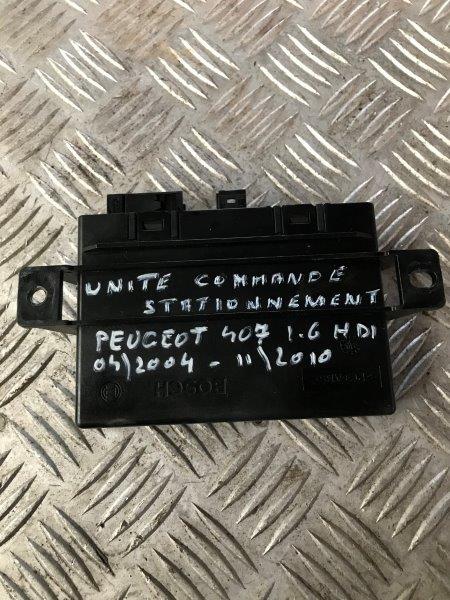 UNITE COMMANDE
STATIONNEMENT
PEUGEOT 407 1.6 HDI
04/2004 - 11/2010
BOSCH